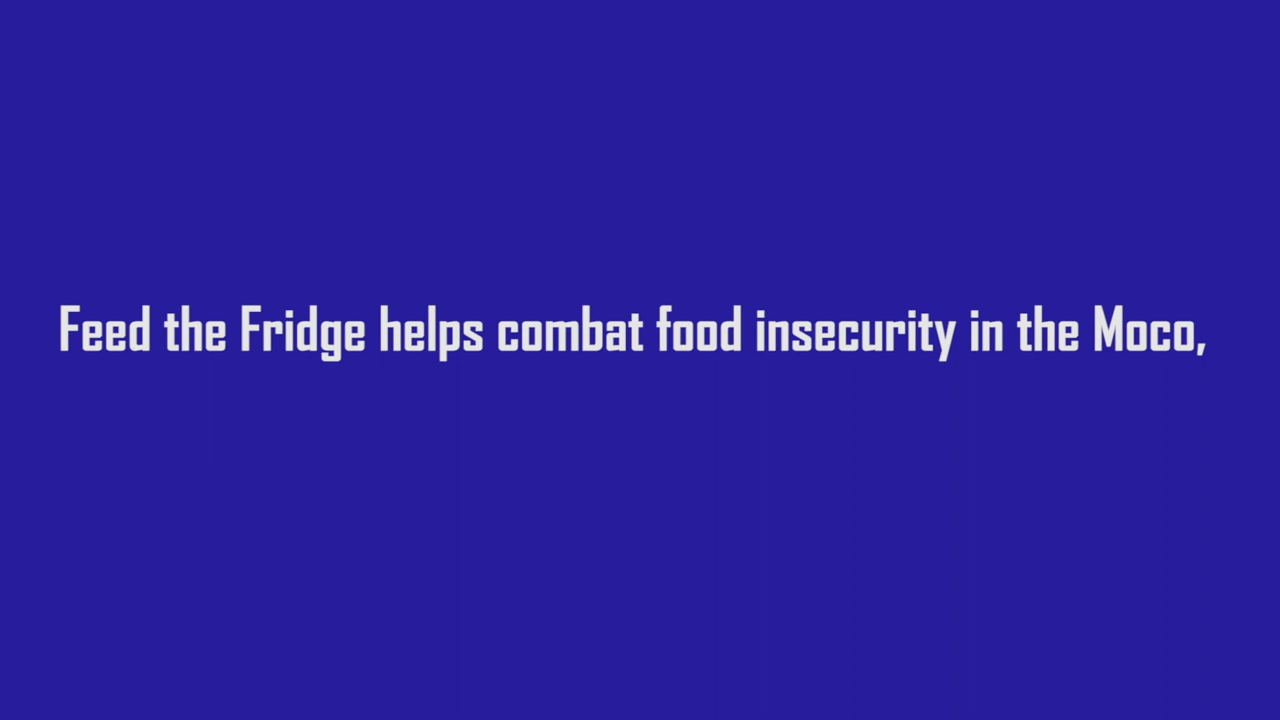 Feed the Fridge helps combat food insecurity in the Moco,